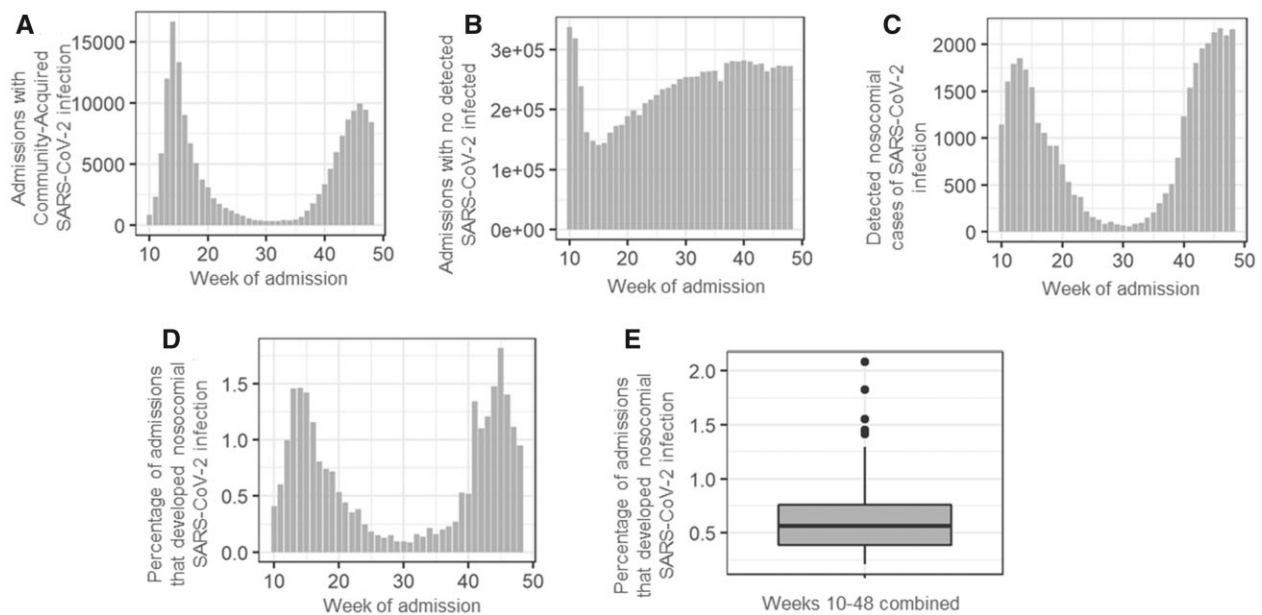 A
Admissions with
Community-Acquired
SARS-CoV-2 infection
15000
10000
5000
0
10 20 30 40 50
Week of admission
B
Admissions with no detected
SARS-CoV-2 infected
3e+05
2e+05
1e+05
0e+00
10 20 30 40 50
Week of admission
C
Detected nosocomial
cases of SARS-CoV-2
infection
2000
1500
1000
500
0
10 20 30 40 50
Week of admission
D
Percentage of admissions
that developed nosocomial
SARS-CoV-2 infection
1.5
1.0
0.5
0.0
10 20 30 40 50
Week of admission
E
Percentage of admissions
that developed nosocomial
SARS-CoV-2 infection
2.0
1.5
1.0
0.5
Weeks 10-48 combined